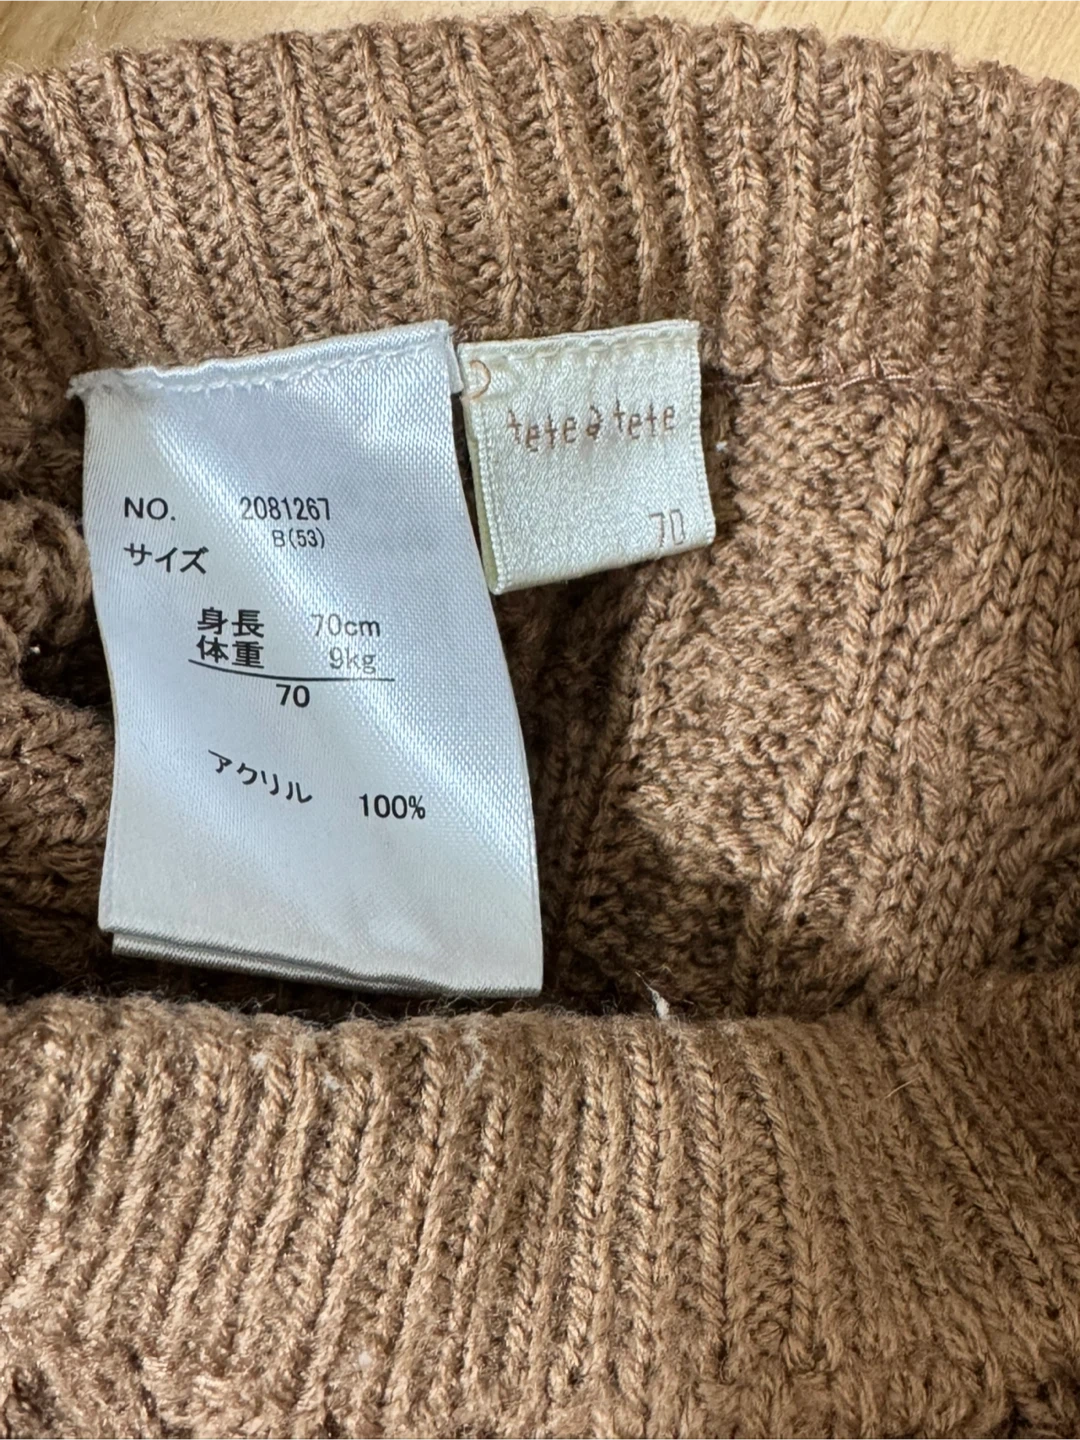 NO. 2081267
B(53)
サイズ
身長 70cm
体重 9kg
70
アクリル 100%
tete à tete
70